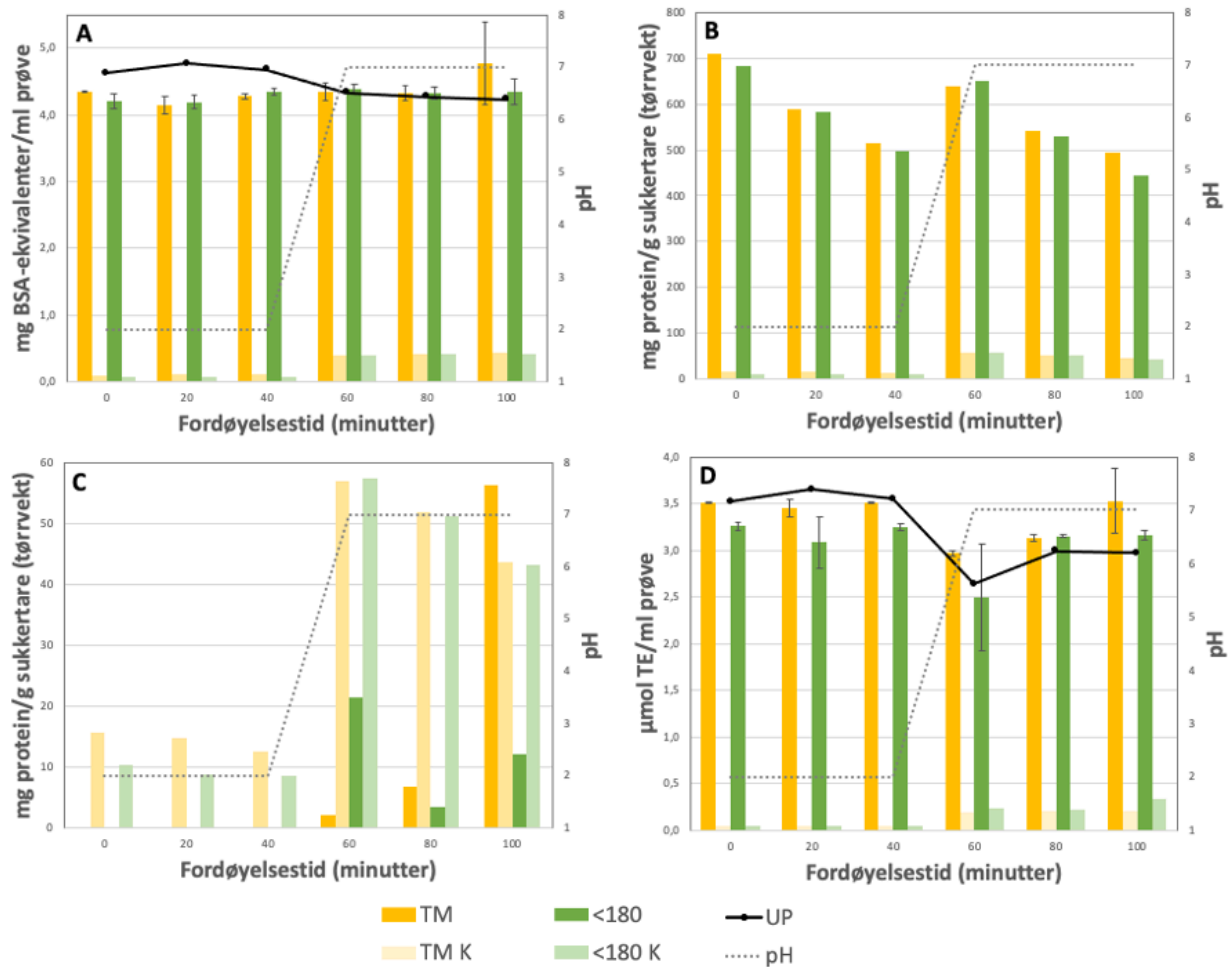 A
mg BSA-ekvivalenter/ml prøve
5,0
4,0
3,0
2,0
1,0
0,0
8
7
6
5
4
3
2
1
pH
0 20 40 60 80 100
Fordøyelsestid (minutter)
B
mg protein/g sukkertare (tørrvekt)
800
700
600
500
400
300
200
100
0
8
7
6
5
4
3
2
1
pH
0 20 40 60 80 100
Fordøyelsestid (minutter)
C
mg protein/g sukkertare (tørrvekt)
60
50
40
30
20
10
0
8
7
6
5
4
3
2
1
pH
0 20 40 60 80 100
Fordøyelsestid (minutter)
D
µmol TE/ml prøve
4,0
3,5
3,0
2,5
2,0
1,5
1,0
0,5
0,0
8
7
6
5
4
3
2
1
pH
0 20 40 60 80 100
Fordøyelsestid (minutter)
TM <180 UP
TM K <180 K pH